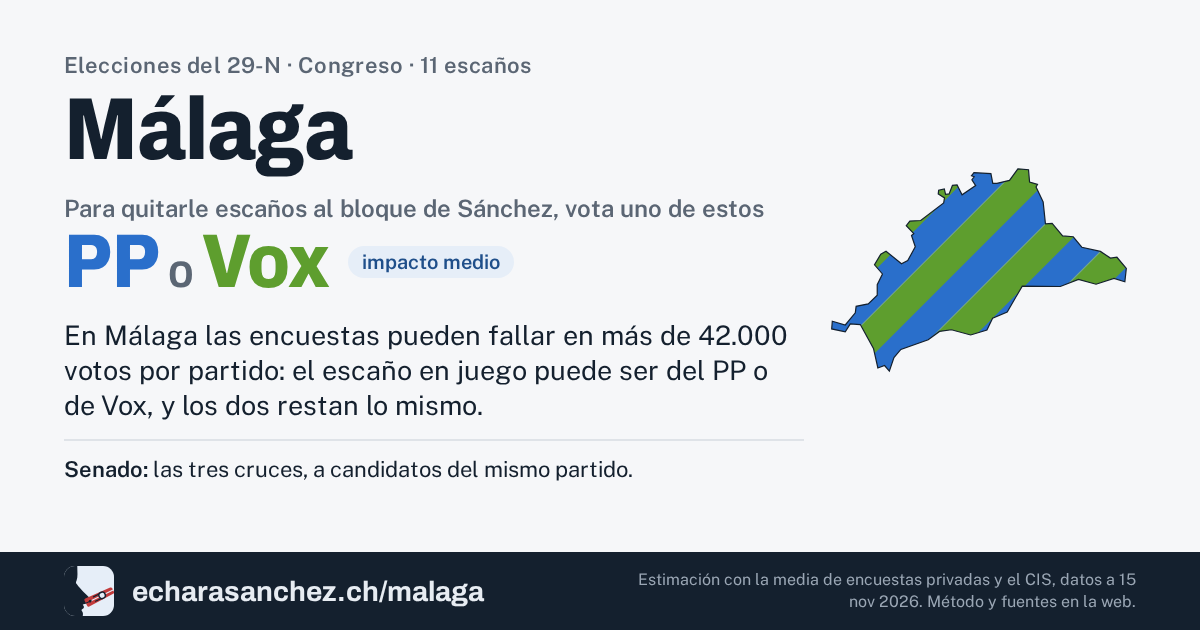 Elecciones del 29-N · Congreso · 11 escaños
Málaga
Para quitarle escaños al bloque de Sánchez, vota uno de estos
PP o Vox impacto medio
En Málaga las encuestas pueden fallar en más de 42.000
votos por partido: el escaño en juego puede ser del PP o
de Vox, y los dos restan lo mismo.
Senado: las tres cruces, a candidatos del mismo partido.
echarasanchez.ch/malaga
Estimación con la media de encuestas privadas y el CIS, datos a 15
nov 2026. Método y fuentes en la web.